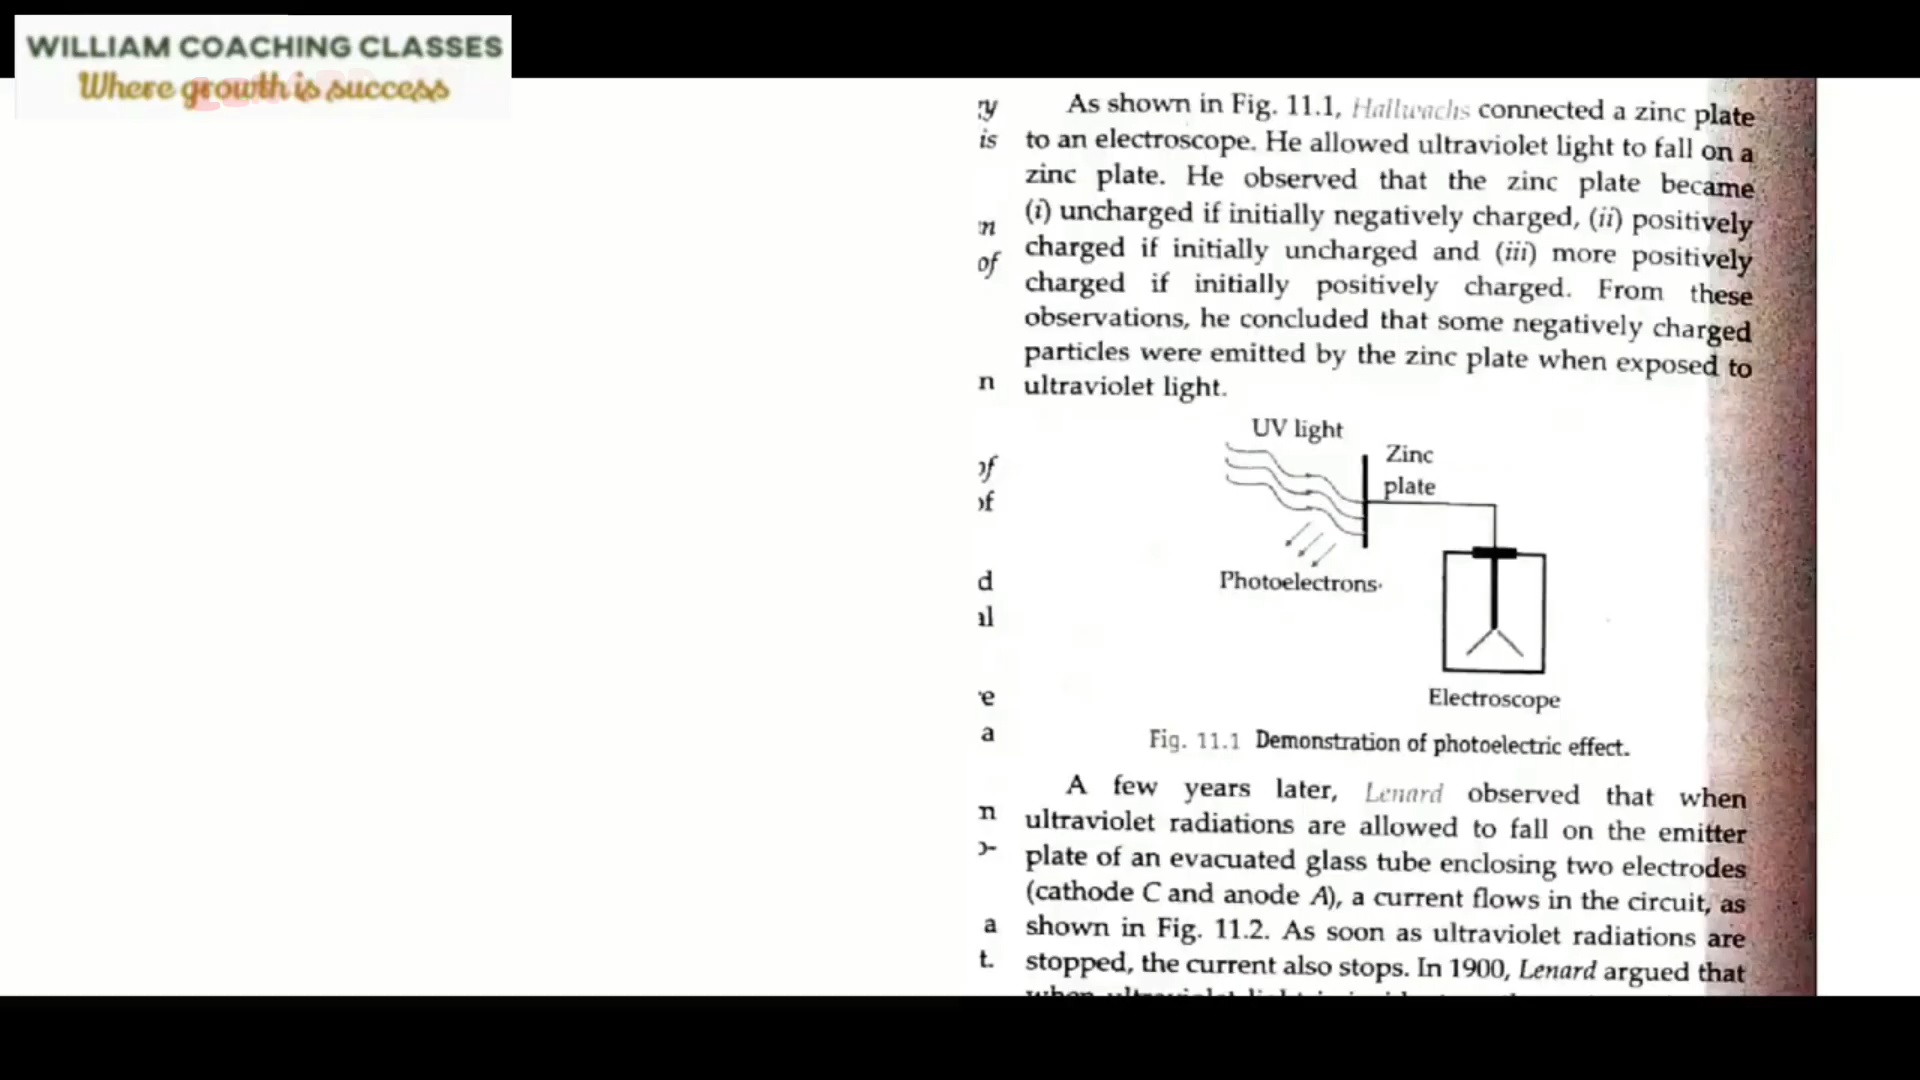 WILLIAM COACHING CLASSES
Where growth is success
ry
is
n
of
n
of
of
d
al
e
a
n
o-
a
t.
As shown in Fig. 11.1, Hallwachs connected a zinc plate
to an electroscope. He allowed ultraviolet light to fall on a
zinc plate. He observed that the zinc plate became
(i) uncharged if initially negatively charged, (ii) positively
charged if initially uncharged and (iii) more positively
charged if initially positively charged. From these
observations, he concluded that some negatively charged
particles were emitted by the zinc plate when exposed to
ultraviolet light.
UV light
Zinc
plate
Photoelectrons
Electroscope
Fig. 11.1 Demonstration of photoelectric effect.
A few years later, Lenard observed that when
ultraviolet radiations are allowed to fall on the emitter
plate of an evacuated glass tube enclosing two electrodes
(cathode C and anode A), a current flows in the circuit, as
shown in Fig. 11.2. As soon as ultraviolet radiations are
stopped, the current also stops. In 1900, Lenard argued that